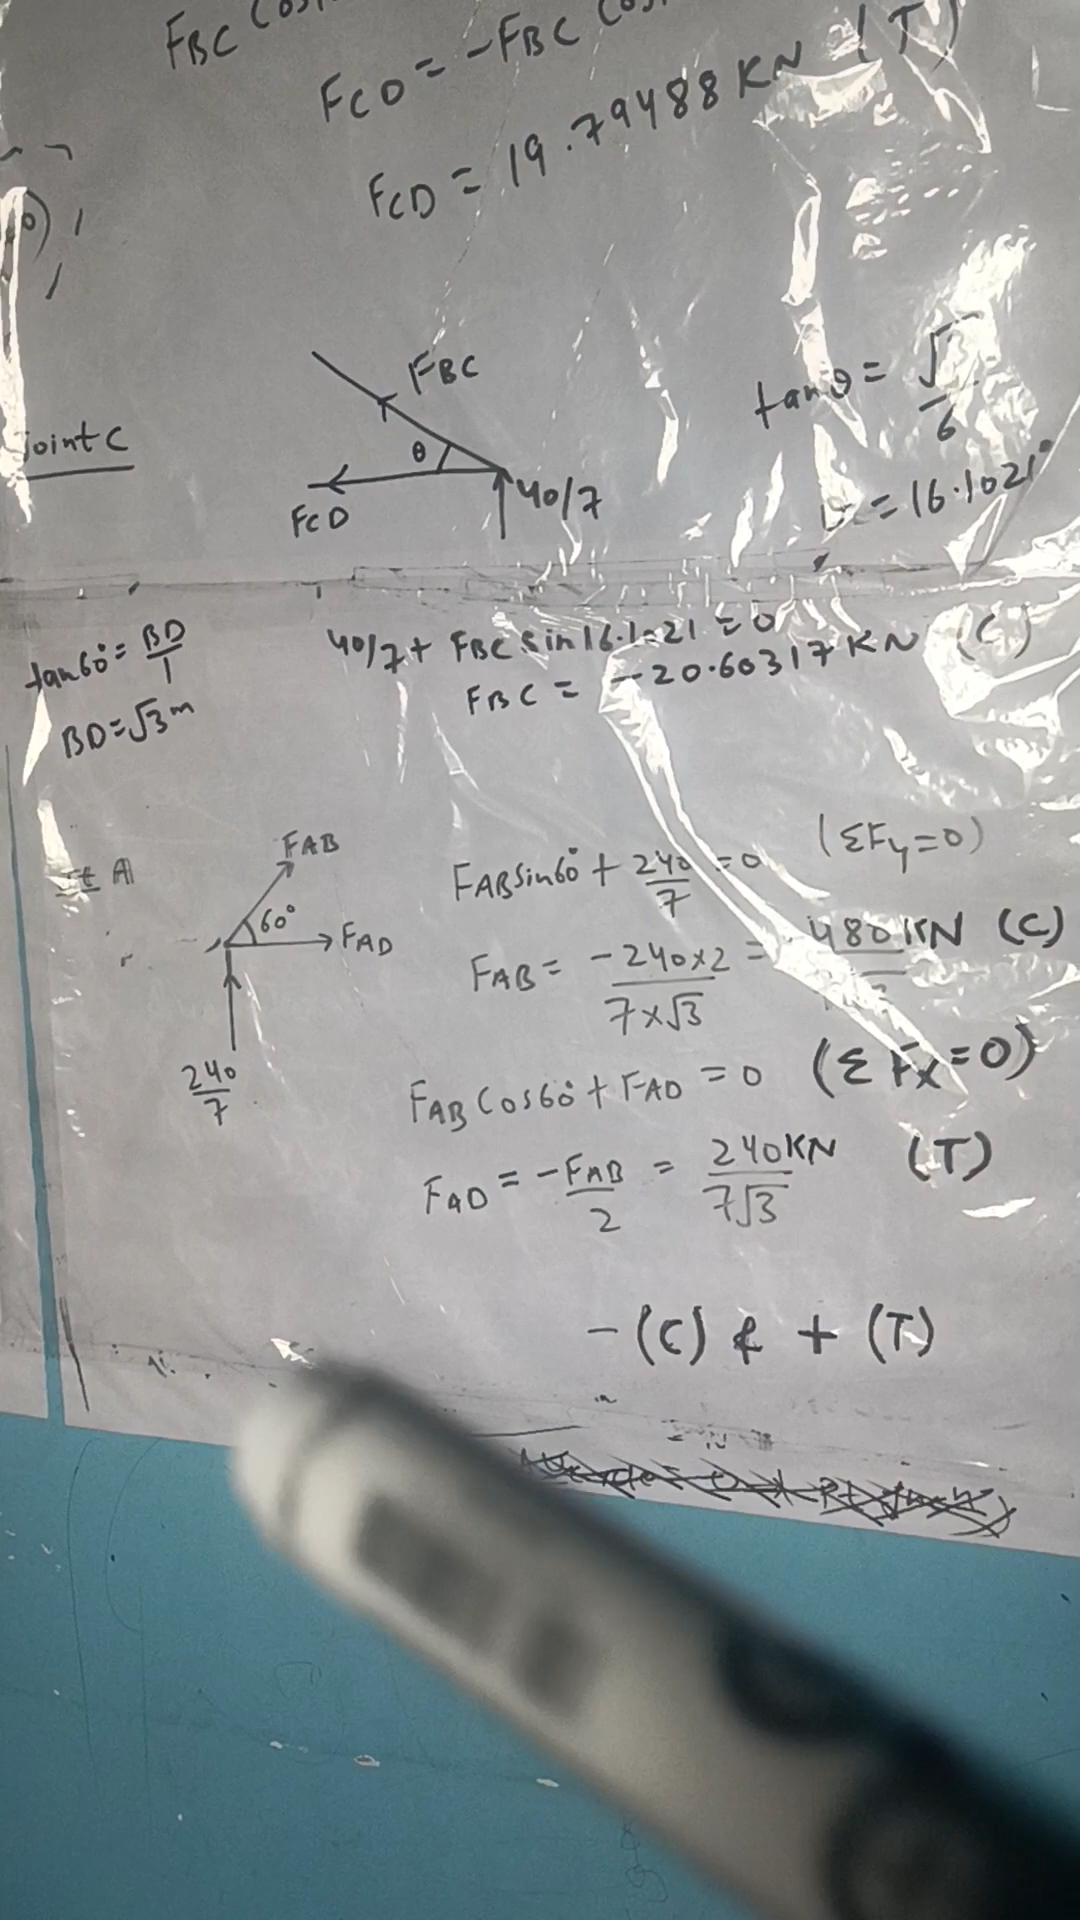 FBC
FCD = -FBC
FCD = 19.79488 KN (T)
FBC
tanθ = √ / 6
joint C
θ
40/7
FCD
= 16.1021°
tan60° = BD/1
40/7 + FBC sin16.1021 = 0
BD = √3 m
FBC = -20.60317 KN (C)
FAB
(ΣFy=0)
FAB sin60° + 240/7 = 0
A
60°
FAD
FAB = -240×2 / 7×√3 = 480 KN (C)
240/7
FAB Cos60° + FAD = 0 (ΣFx=0)
FAD = -FAB/2 = 240KN / 7√3 (T)
- (C) & + (T)